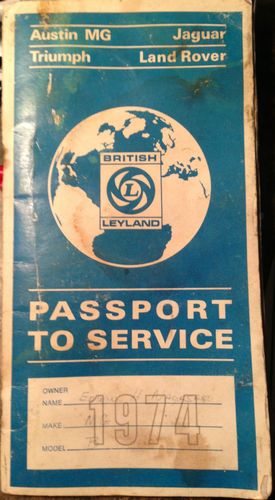 Austin MG Jaguar
Triumph Land Rover
BRITISH
L
LEYLAND
PASSPORT
TO SERVICE
OWNER
NAME
MAKE
MODEL
1974